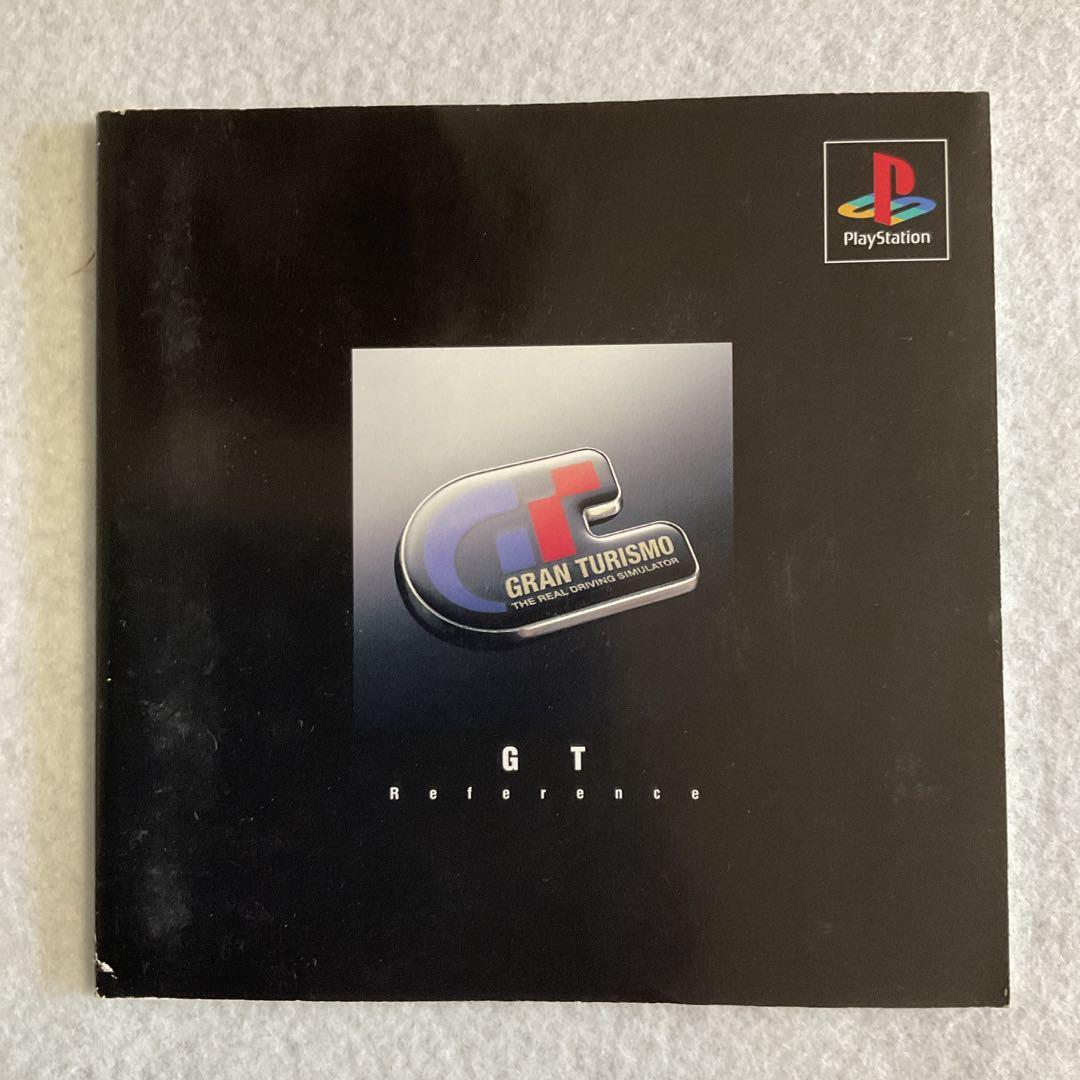 PlayStation
GRAN TURISMO
THE REAL DRIVING SIMULATOR
G T
Reference